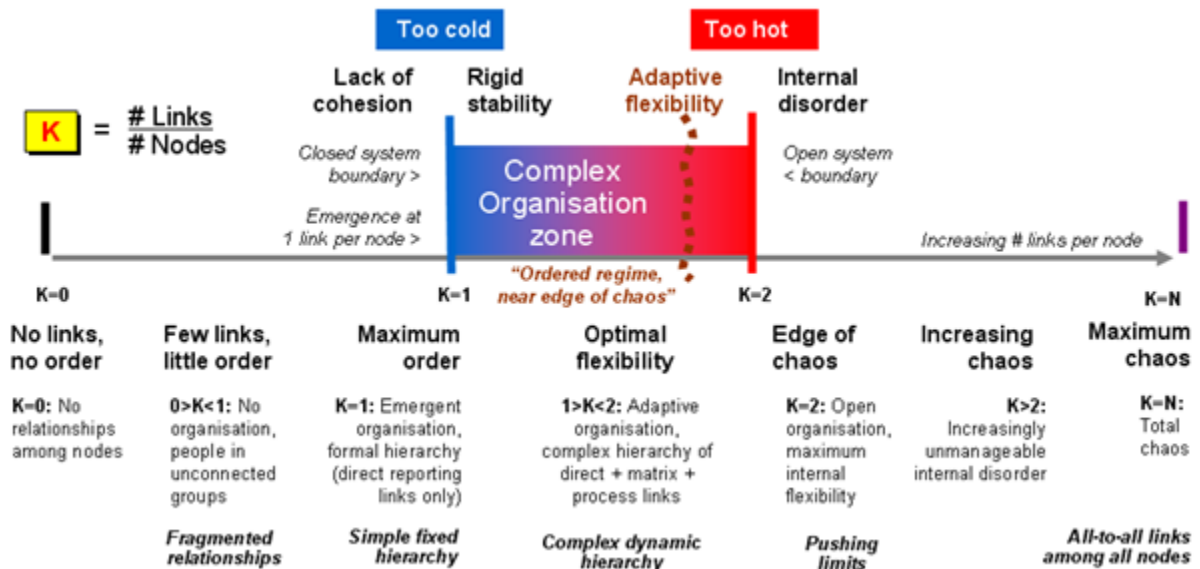 Too cold
Too hot
Lack of
cohesion
Rigid
stability
Adaptive
flexibility
Internal
disorder
K = # Links
# Nodes
Closed system
boundary >
Complex
Organisation
zone
Open system
< boundary
Emergence at
1 link per node >
Increasing # links per node
"Ordered regime,
near edge of chaos"
K=0
K=1
K=2
K=N
No links,
no order
Few links,
little order
Maximum
order
Optimal
flexibility
Edge of
chaos
Increasing
chaos
Maximum
chaos
K=0: No
relationships
among nodes
0>K<1: No
organisation,
people in
unconnected
groups
K=1: Emergent
organisation,
formal hierarchy
(direct reporting
links only)
1>K<2: Adaptive
organisation,
complex hierarchy of
direct + matrix +
process links
K=2: Open
organisation,
maximum
internal
flexibility
K>2:
Increasingly
unmanageable
internal disorder
K=N:
Total
chaos
Fragmented
relationships
Simple fixed
hierarchy
Complex dynamic
hierarchy
Pushing
limits
All-to-all links
among all nodes